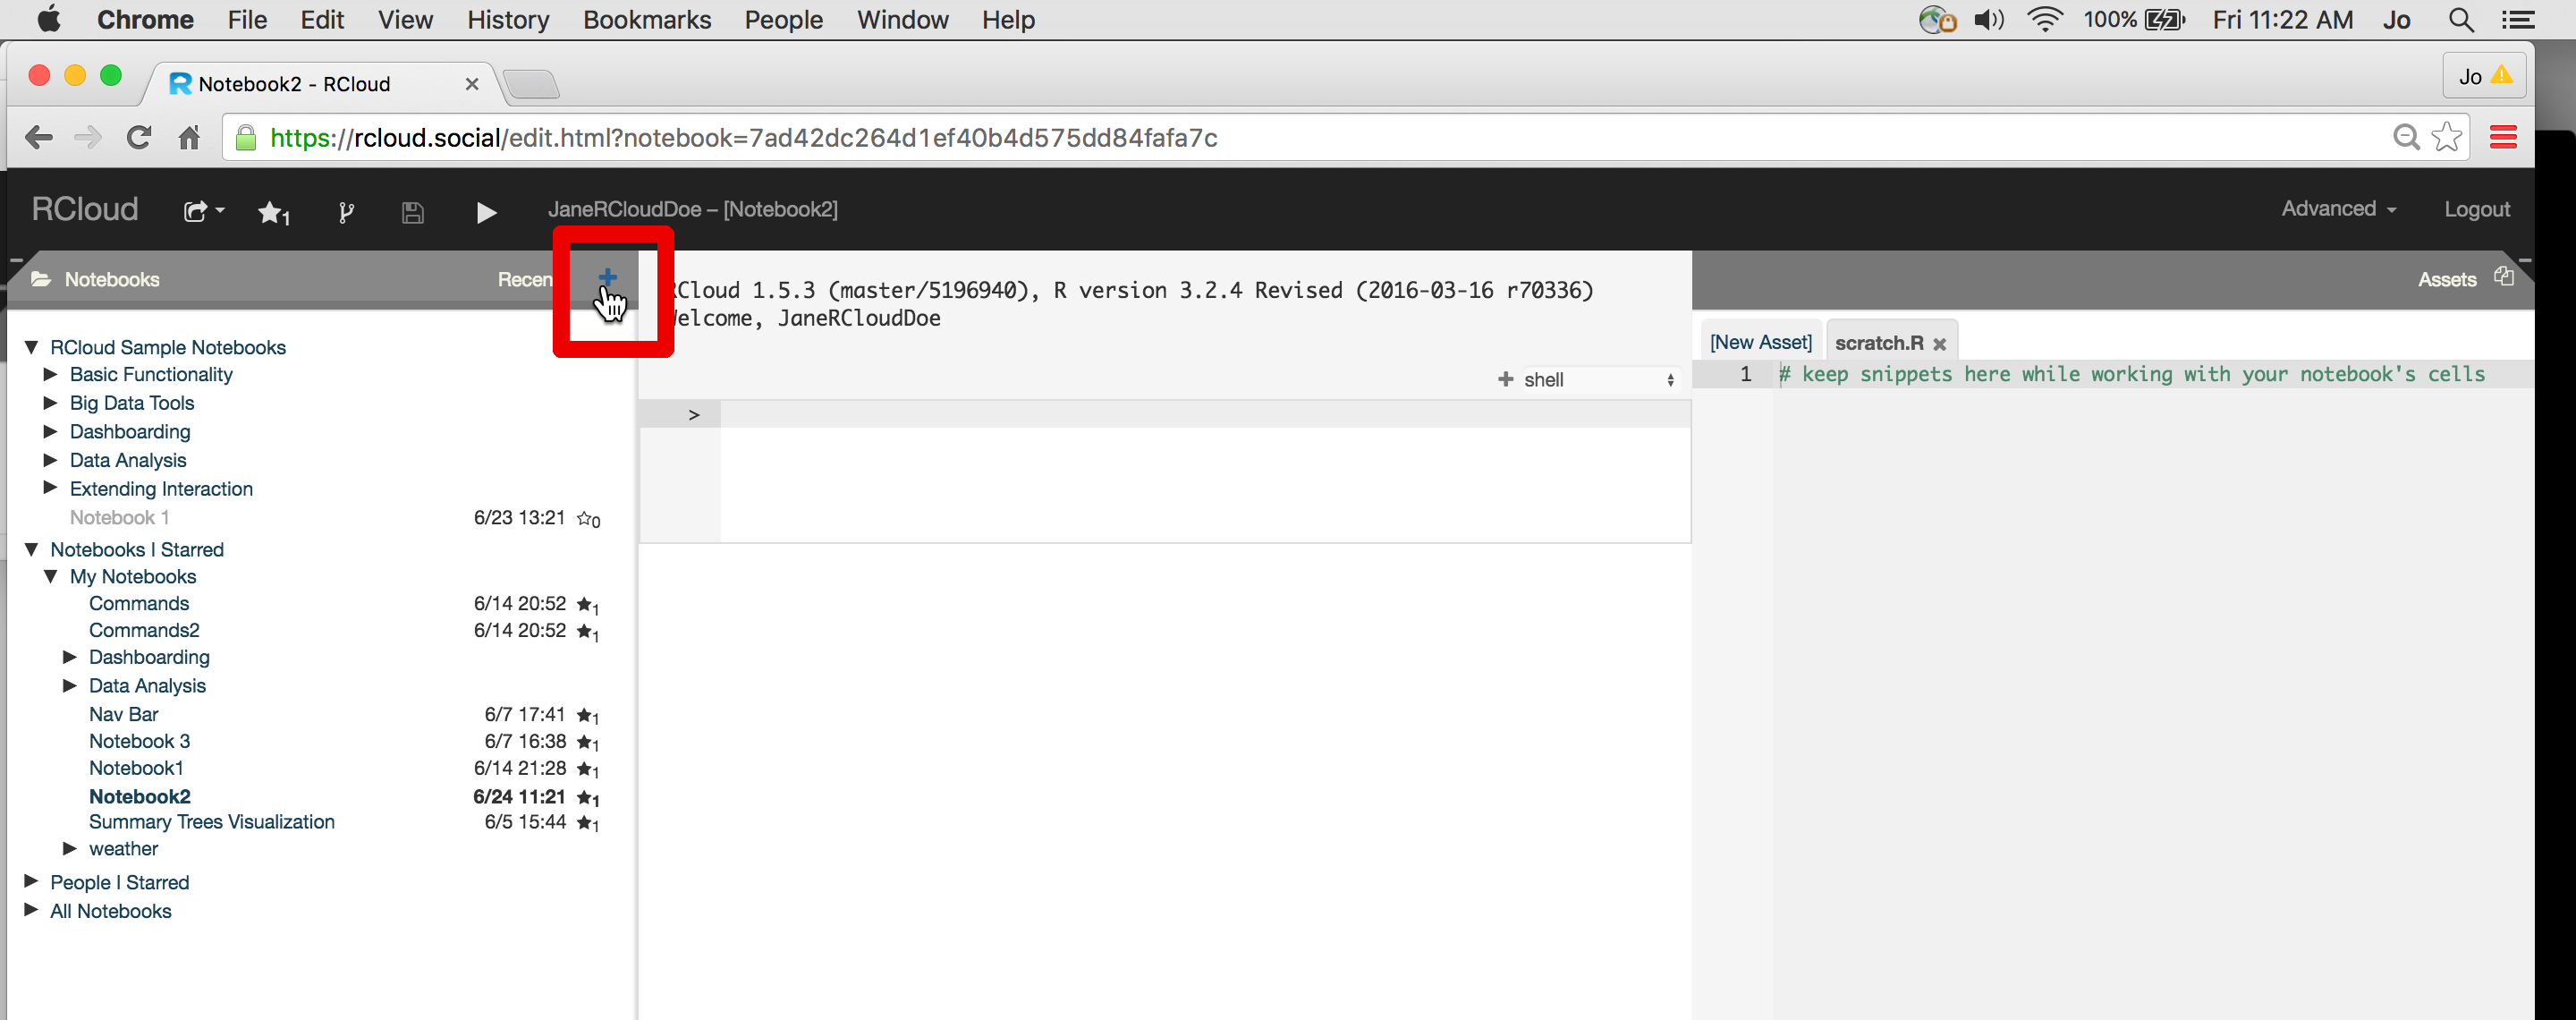 Chrome File Edit View History Bookmarks People Window Help 100% Fri 11:22 AM Jo
Notebook2 - RCloud Jo
https://rcloud.social/edit.html?notebook=7ad42dc264d1ef40b4d575dd84fafa7c
RCloud 1 JaneRCloudDoe – [Notebook2] Advanced Logout
Notebooks Recen Assets
RCloud 1.5.3 (master/5196940), R version 3.2.4 Revised (2016-03-16 r70336)
Welcome, JaneRCloudDoe
[New Asset] scratch.R
shell
1 # keep snippets here while working with your notebook's cells
>
RCloud Sample Notebooks
Basic Functionality
Big Data Tools
Dashboarding
Data Analysis
Extending Interaction
Notebook 1 6/23 13:21 0
Notebooks I Starred
My Notebooks
Commands 6/14 20:52 1
Commands2 6/14 20:52 1
Dashboarding
Data Analysis
Nav Bar 6/7 17:41 1
Notebook 3 6/7 16:38 1
Notebook1 6/14 21:28 1
Notebook2 6/24 11:21 1
Summary Trees Visualization 6/5 15:44 1
weather
People I Starred
All Notebooks